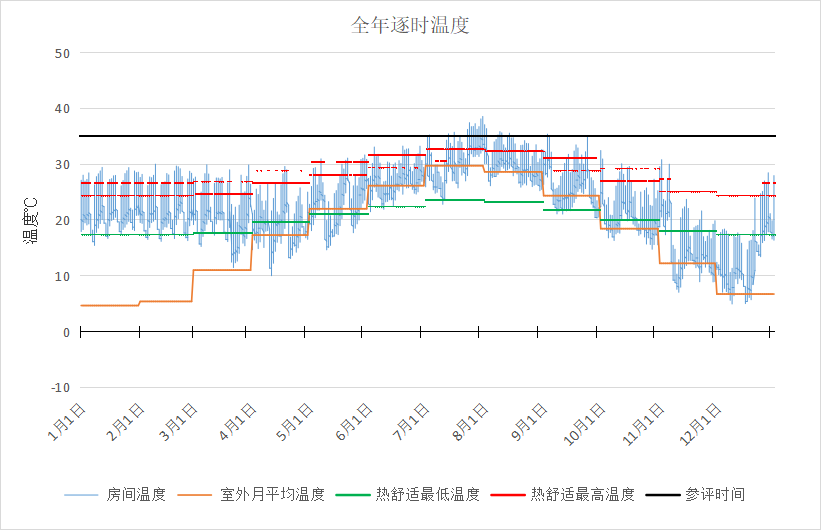 全年逐时温度
50
40
30
20
10
0
-10
温度℃
1月1日
2月1日
3月1日
4月1日
5月1日
6月1日
7月1日
8月1日
9月1日
10月1日
11月1日
12月1日
房间温度 室外月平均温度 热舒适最低温度 热舒适最高温度 参评时间